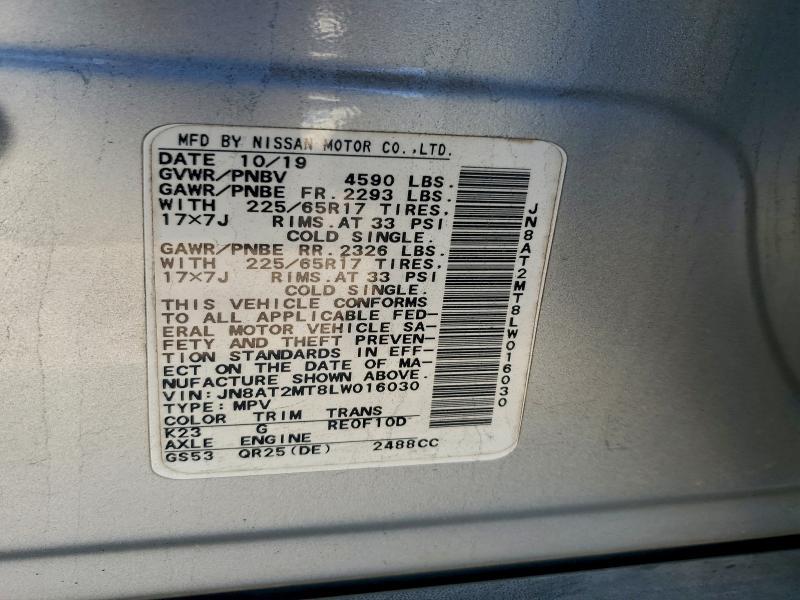 MFD BY NISSAN MOTOR CO.,LTD.
DATE 10/19
GVWR/PNBV 4590 LBS.
GAWR/PNBE FR. 2293 LBS.
WITH 225/65R17 TIRES.
17×7J RIMS. AT 33 PSI
COLD SINGLE.
GAWR/PNBE RR. 2326 LBS.
WITH 225/65R17 TIRES.
17×7J RIMS. AT 33 PSI
COLD SINGLE.
THIS VEHICLE CONFORMS
TO ALL APPLICABLE FED-
ERAL MOTOR VEHICLE SA-
FETY AND THEFT PREVEN-
TION STANDARDS IN EFF-
ECT ON THE DATE OF MA-
NUFACTURE SHOWN ABOVE.
VIN: JN8AT2MT8LW016030
TYPE: MPV
COLOR TRIM TRANS
K23 G RE0F10D
AXLE ENGINE
GS53 QR25(DE) 2488CC
JN8AT2MT8LW016030